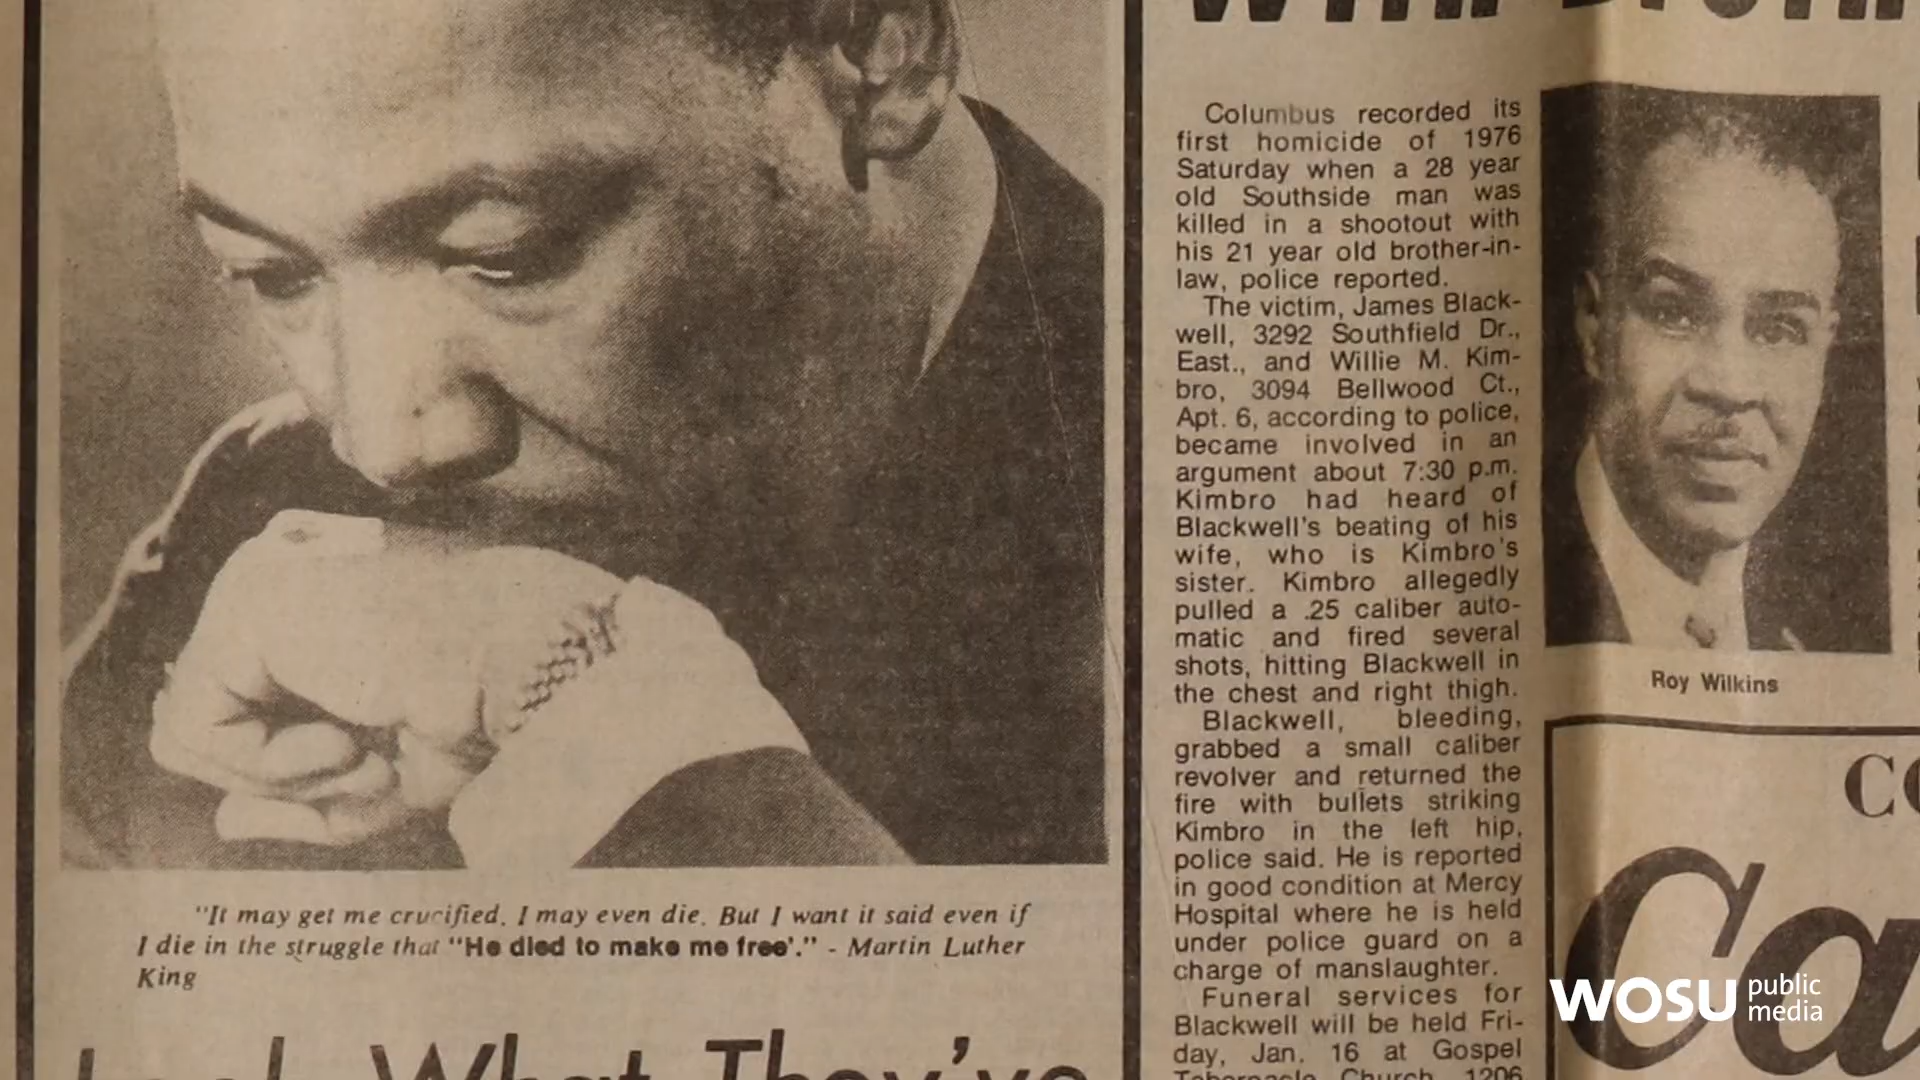 "It may get me crucified. I may even die. But I want it said even if
I die in the struggle that "He died to make me free'." - Martin Luther
King
Look What They've
Columbus recorded its
first homicide of 1976
Saturday when a 28 year
old Southside man was
killed in a shootout with
his 21 year old brother-in-
law, police reported.
The victim, James Black-
well, 3292 Southfield Dr.,
East., and Willie M. Kim-
bro, 3094 Bellwood Ct.,
Apt. 6, according to police,
became involved in an
argument about 7:30 p.m.
Kimbro had heard of
Blackwell's beating of his
wife, who is Kimbro's
sister. Kimbro allegedly
pulled a .25 caliber auto-
matic and fired several
shots, hitting Blackwell in
the chest and right thigh.
Blackwell, bleeding,
grabbed a small caliber
revolver and returned the
fire with bullets striking
Kimbro in the left hip,
police said. He is reported
in good condition at Mercy
Hospital where he is held
under police guard on a
charge of manslaughter.
Funeral services for
Blackwell will be held Fri-
day, Jan. 16 at Gospel
Tabernacle Church, 1206
Roy Wilkins
Ca
WOSU public
media